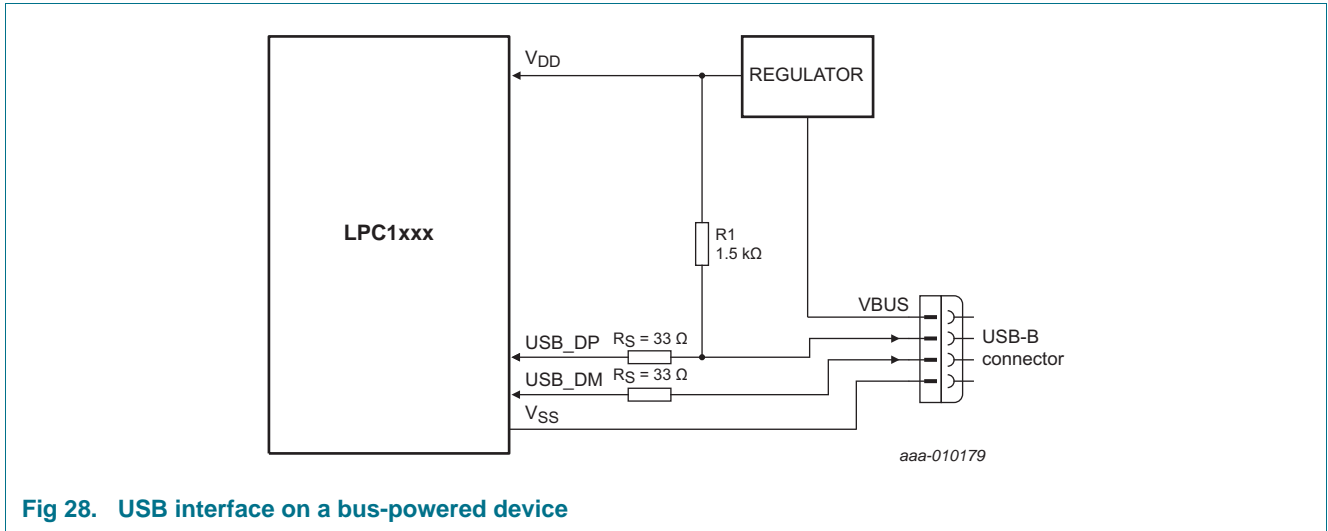 VDD
REGULATOR
LPC1xxx
R1
1.5 kΩ
VBUS
USB_DP RS = 33 Ω
USB-B
connector
USB_DM RS = 33 Ω
VSS
aaa-010179
Fig 28. USB interface on a bus-powered device